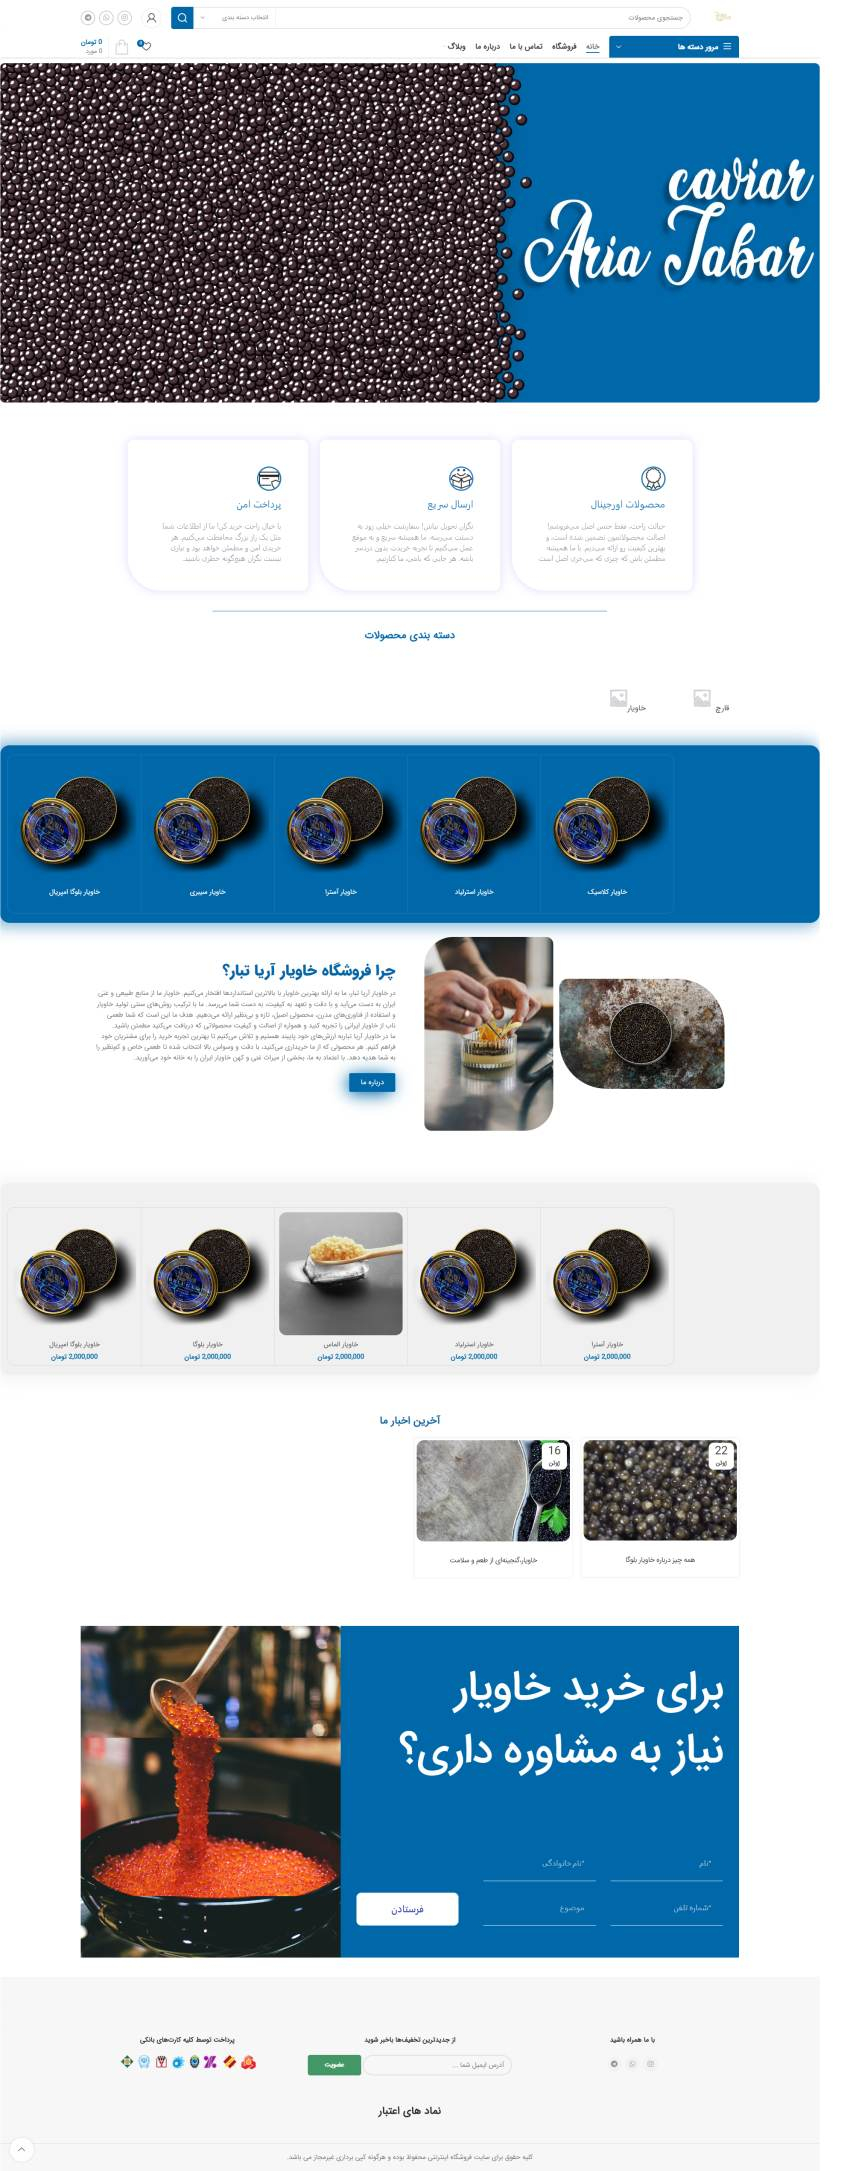 جستجوی محصولات
انتخاب دسته بندی
مرور دسته ها
خانه
فروشگاه
تماس با ما
درباره ما
وبلاگ
0
0 تومان
0 مورد
caviar
Aria Tabar
محصولات اورجینال
خیالت راحت، فقط جنس اصل می‌فروشیم!
اصالت محصولاتمون تضمین شده است، و
بهترین کیفیت رو ارائه می‌دیم. با ما همیشه
مطمئن باش که چیزی که می‌خری اصل است
ارسال سریع
نگران تحویل نباش! سفارشت خیلی زود به
دستت می‌رسه. ما همیشه سریع و به موقع
عمل می‌کنیم تا تجربه خریدت بدون دردسر
باشه. هر جایی که باشی، ما کنارتیم.
پرداخت امن
با خیال راحت خرید کن! ما از اطلاعات شما
مثل یک راز بزرگ محافظت می‌کنیم. هر
خریدی امن و مطمئن خواهد بود و نیازی
نیست نگران هیچ‌گونه خطری باشید.
دسته بندی محصولات
قارچ
خاویار
خاویار کلاسیک
خاویار استرلیاد
خاویار آسترا
خاویار سیبری
خاویار بلوگا امپریال
چرا فروشگاه خاویار آریا تبار؟
در خاویار آریا تبار، ما به ارائه بهترین خاویار با بالاترین استانداردها افتخار می‌کنیم. خاویار ما از منابع طبیعی و غنی
ایران به دست می‌آید و با دقت و تعهد به کیفیت، به دست شما می‌رسد. ما با ترکیب روش‌های سنتی تولید خاویار
و استفاده از فناوری‌های مدرن، محصولی اصیل، تازه و بی‌نظیر ارائه می‌دهیم. هدف ما این است که شما طعمی
ناب از خاویار ایرانی را تجربه کنید و همواره از اصالت و کیفیت محصولاتی که دریافت می‌کنید مطمئن باشید.
ما در خاویار آریا تبار‌به ارزش‌های خود پایبند هستیم و تلاش می‌کنیم تا بهترین تجربه خرید را برای مشتریان خود
فراهم کنیم. هر محصولی که از ما خریداری می‌کنید، با دقت و وسواس بالا انتخاب شده تا طعمی خاص و کم‌نظیر را
به شما هدیه دهد. با اعتماد به ما، بخشی از میراث غنی و کهن خاویار ایران را به خانه خود می‌آورید.
درباره ما
خاویار آسترا
2,000,000 تومان
خاویار استرلیاد
2,000,000 تومان
خاویار الماس
2,000,000 تومان
خاویار بلوگا
2,000,000 تومان
خاویار بلوگا امپریال
2,000,000 تومان
آخرین اخبار ما
22
ژوئن
همه چیز درباره خاویار بلوگا
16
ژوئن
خاویار،گنجینه‌ای از طعم و سلامت
برای خرید خاویار
نیاز به مشاوره داری؟
نام*
نام خانوادگی*
شماره تلفن*
موضوع
فرستادن
با ما همراه باشید
از جدیدترین تخفیف‌ها باخبر شوید
آدرس ایمیل شما ...
عضویت
پرداخت توسط کلیه کارت‌های بانکی
نماد های اعتبار
کلیه حقوق برای سایت فروشگاه اینترنتی محفوظ بوده و هرگونه کپی برداری غیرمجاز می باشد.